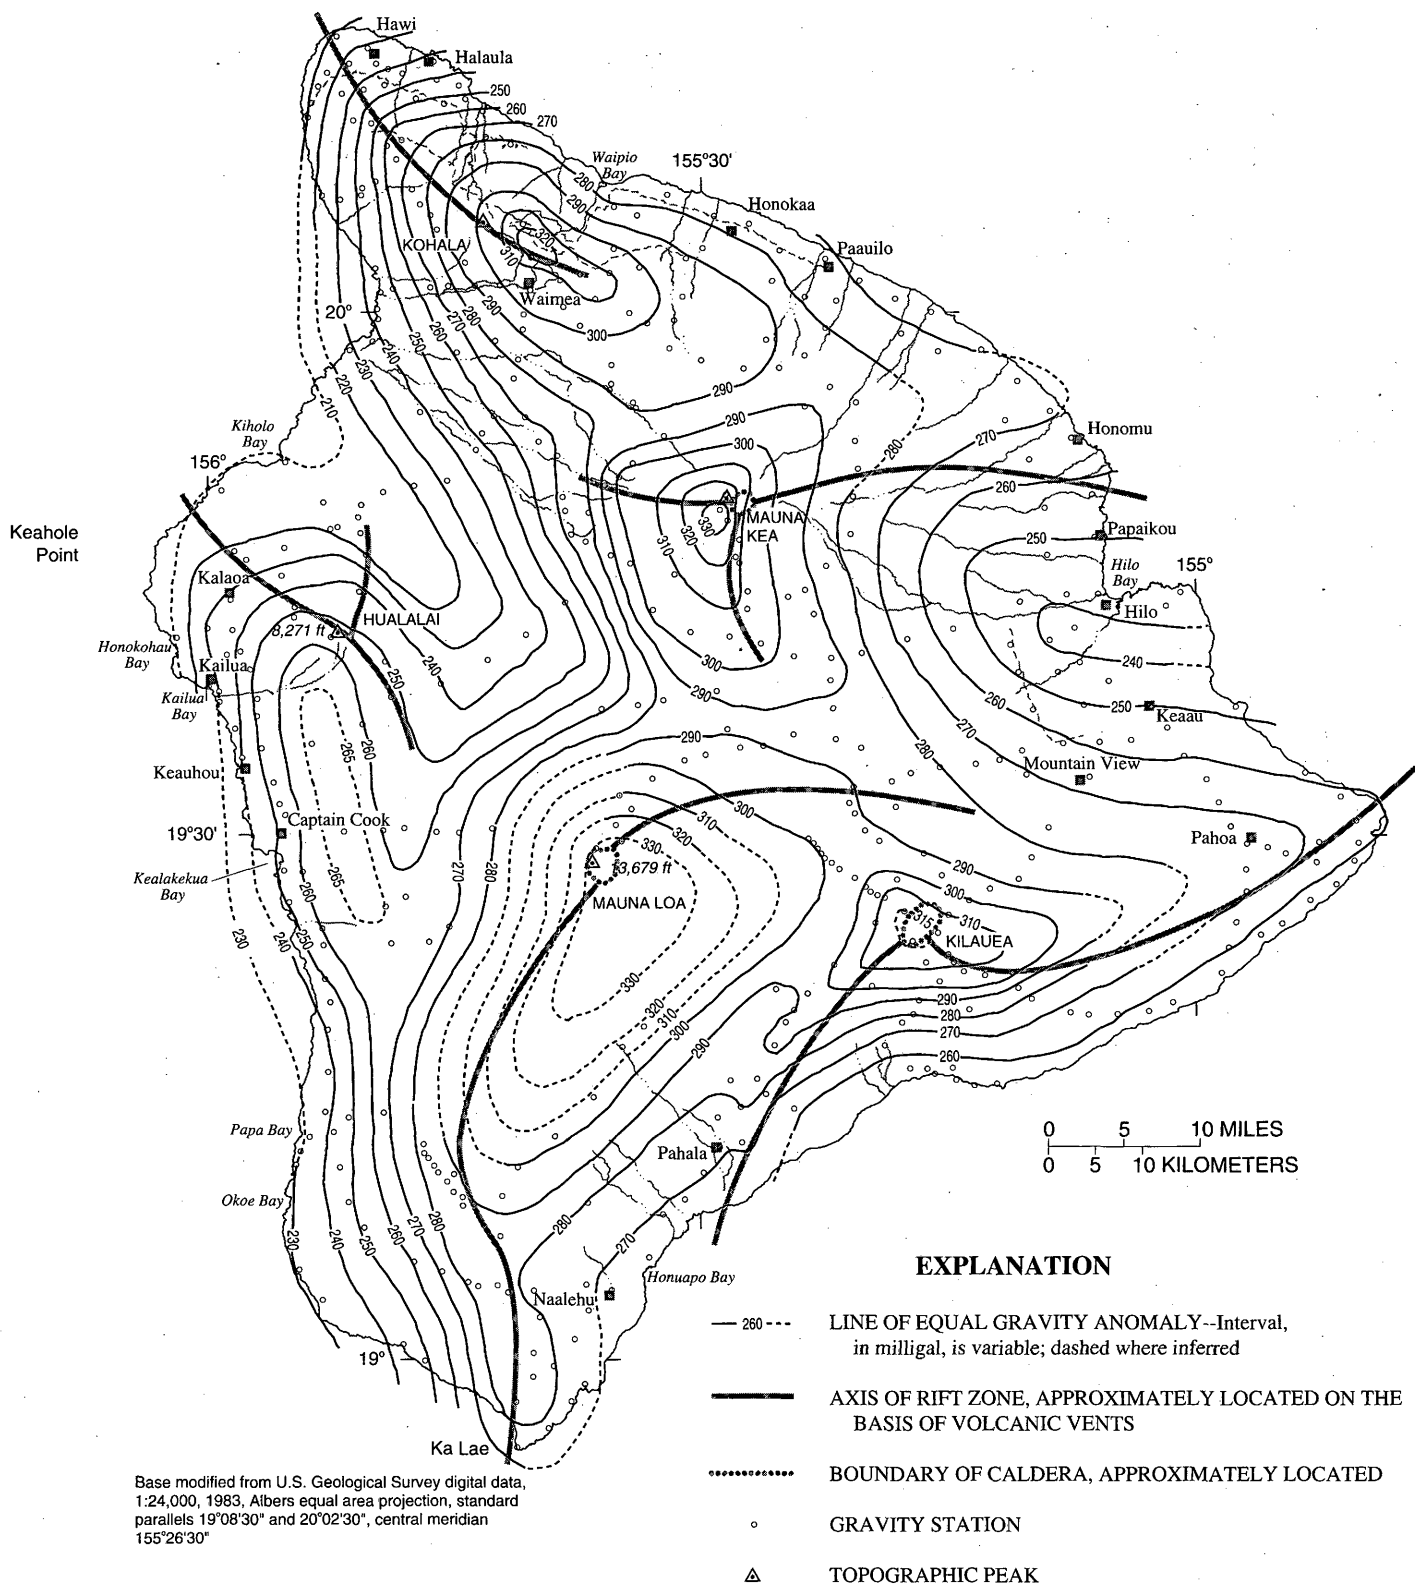 Hawi
Halaula
250
260
270
Waipio
Bay
155°30'
280
290
Honokaa
Paauilo
KOHALA
320
310
Waimea
20°
290
280
270
260
250
240
230
220
210
300
290
290
300
Kiholo
Bay
156°
280
270
Honomu
260
Keahole
Point
330
320
310
MAUNA
KEA
250
Papaikou
Hilo
Bay
155°
Kalaoa
HUALALAI
8,271 ft
Hilo
Honokohau
Bay
Kailua
Kailua
Bay
240
250
300
290
240
260
250
Keaau
270
280
265
260
290
Keauhou
Mountain View
300
310
320
330
Captain Cook
19°30'
Pahoa
13,679 ft
270
280
290
Kealakekua
Bay
265
260
MAUNA LOA
300
310
315
KILAUEA
230
240
250
330
320
310
300
290
290
280
270
260
Papa Bay
Pahala
0 5 10 MILES
0 5 10 KILOMETERS
Okoe Bay
230
240
250
260
270
280
280
270
Honuapo Bay
Naalehu
19°
Ka Lae
EXPLANATION
260
LINE OF EQUAL GRAVITY ANOMALY--Interval,
in milligal, is variable; dashed where inferred
AXIS OF RIFT ZONE, APPROXIMATELY LOCATED ON THE
BASIS OF VOLCANIC VENTS
BOUNDARY OF CALDERA, APPROXIMATELY LOCATED
GRAVITY STATION
TOPOGRAPHIC PEAK
Base modified from U.S. Geological Survey digital data,
1:24,000, 1983, Albers equal area projection, standard
parallels 19°08'30" and 20°02'30", central meridian
155°26'30"